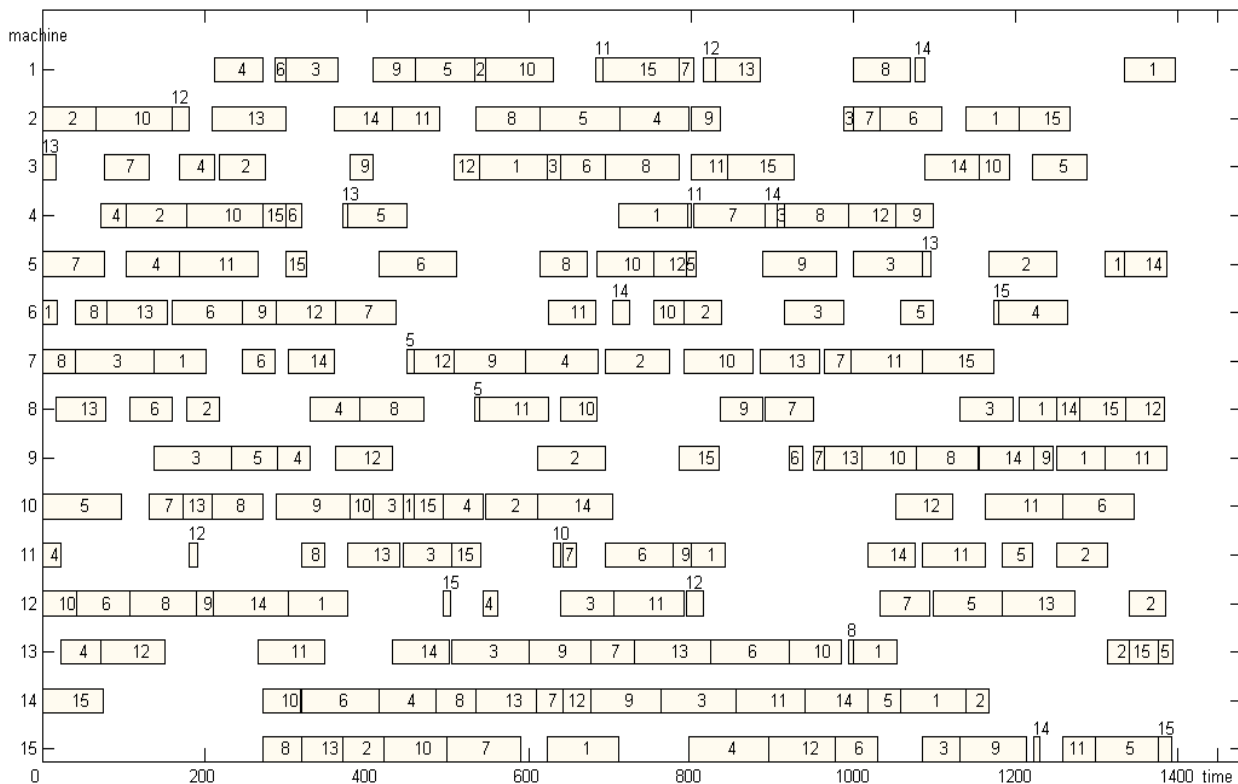 machine
11 12 14
1 4 6 3 9 5 2 10 15 7 13 8 1
12
2 2 10 13 14 11 8 5 4 9 3 7 6 1 15
13
3 7 4 2 9 12 1 3 6 8 11 15 14 10 5
13 11 14
4 4 2 10 15 6 5 1 7 3 8 12 9
13
5 7 4 11 15 6 8 10 12 5 9 3 2 1 14
14 15
6 1 8 13 6 9 12 7 11 10 2 3 5 4
5
7 8 3 1 6 14 12 9 4 2 10 13 7 11 15
5
8 13 6 2 4 8 11 10 9 7 3 1 14 15 12
9 3 5 4 12 2 15 6 7 13 10 8 14 9 1 11
10 5 7 13 8 9 10 3 1 15 4 2 14 12 11 6
12 10
11 4 8 13 3 15 7 6 9 1 14 11 5 2
15 12
12 10 6 8 9 14 1 4 3 11 7 5 13 2
8
13 4 12 11 14 3 9 7 13 6 10 1 2 15 5
14 15 10 6 4 8 13 7 12 9 3 11 14 5 1 2
14 15
15 8 13 2 10 7 1 4 12 6 3 9 11 5
0 200 400 600 800 1000 1200 1400 time